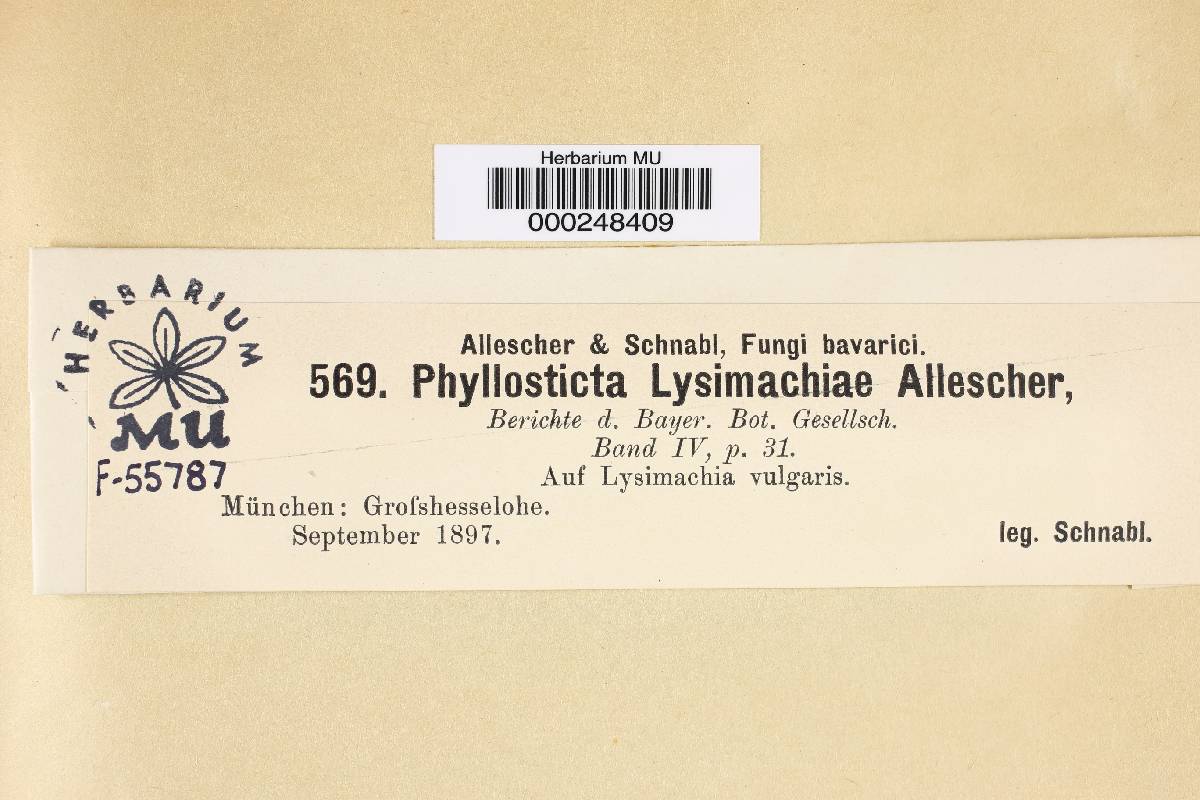 Herbarium MU
000248409
HERBARIUM
MU
F-55787
Allescher & Schnabl, Fungi bavarici.
569. Phyllosticta Lysimachiae Allescher,
Berichte d. Bayer. Bot. Gesellsch.
Band IV, p. 31.
Auf Lysimachia vulgaris.
München: Groſshesselohe.
September 1897.
leg. Schnabl.